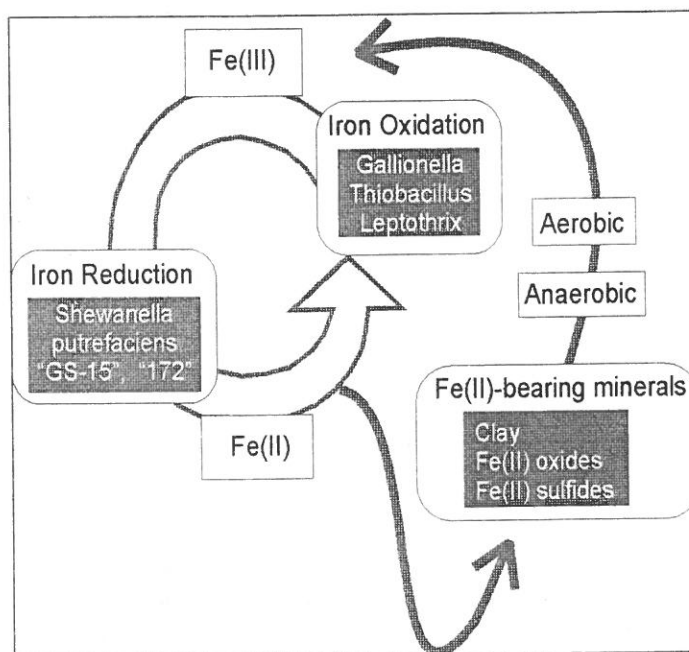 Fe(III)
Iron Oxidation
Gallionella
Thiobacillus
Leptothrix
Aerobic
Anaerobic
Iron Reduction
Shewanella
putrefaciens
"GS-15", "172"
Fe(II)
Fe(II)-bearing minerals
Clay
Fe(II) oxides
Fe(II) sulfides